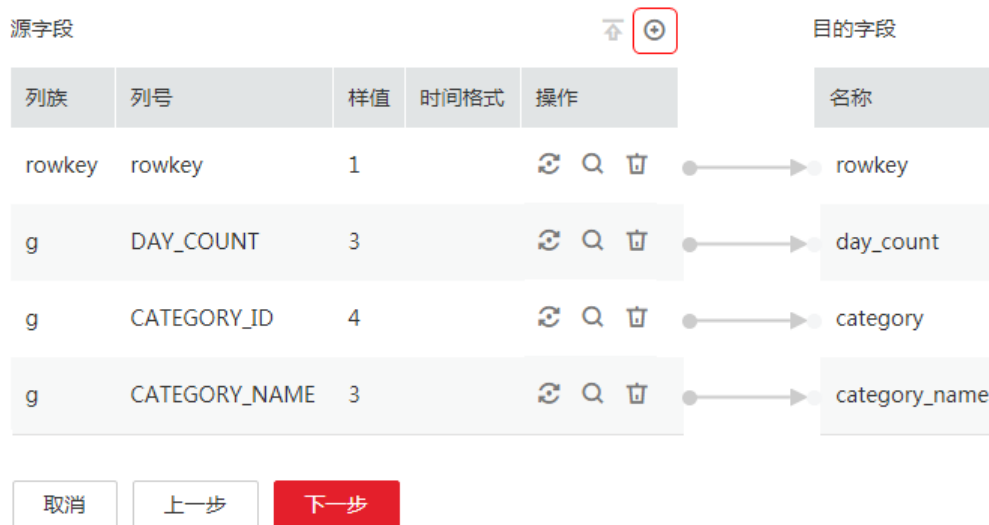 源字段 目的字段
列族 列号 样值 时间格式 操作 名称
rowkey rowkey 1 rowkey
g DAY_COUNT 3 day_count
g CATEGORY_ID 4 category
g CATEGORY_NAME 3 category_name
取消 上一步 下一步